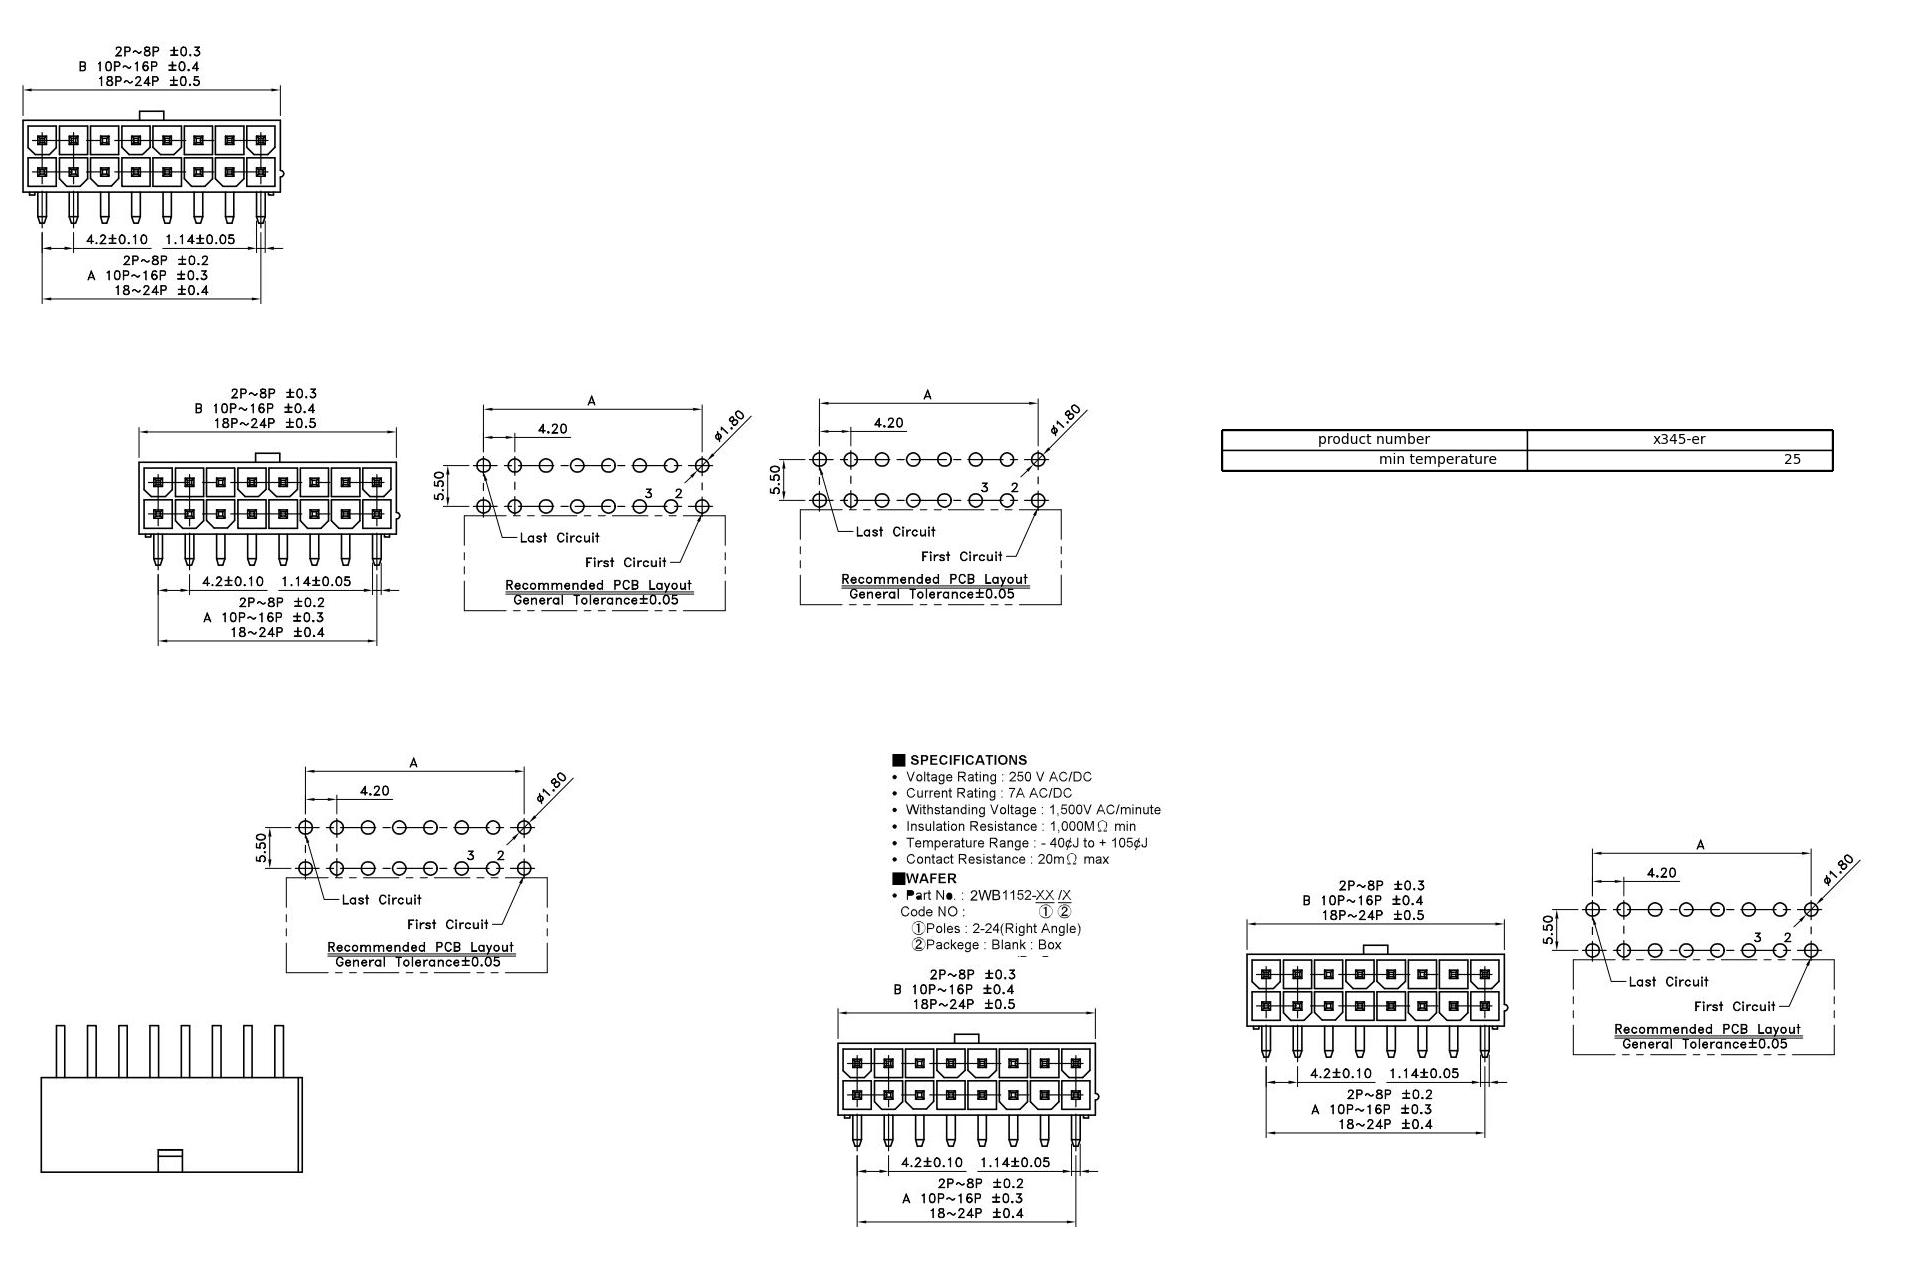 2P~8P ±0.3
B 10P~16P ±0.4
18P~24P ±0.5
4.2±0.10 1.14±0.05
2P~8P ±0.2
A 10P~16P ±0.3
18~24P ±0.4
2P~8P ±0.3
B 10P~16P ±0.4
18P~24P ±0.5
4.2±0.10 1.14±0.05
2P~8P ±0.2
A 10P~16P ±0.3
18~24P ±0.4
A
4.20
ø1.80
5.50
3 2
Last Circuit
First Circuit
Recommended PCB Layout
General Tolerance±0.05
A
4.20
ø1.80
5.50
3 2
Last Circuit
First Circuit
Recommended PCB Layout
General Tolerance±0.05
product number x345-er
min temperature 25
A
4.20
ø1.80
5.50
3 2
Last Circuit
First Circuit
Recommended PCB Layout
General Tolerance±0.05
■ SPECIFICATIONS
• Voltage Rating : 250 V AC/DC
• Current Rating : 7A AC/DC
• Withstanding Voltage : 1,500V AC/minute
• Insulation Resistance : 1,000MΩ min
• Temperature Range : - 40¢J to + 105¢J
• Contact Resistance : 20mΩ max
■WAFER
• Part No. : 2WB1152-XX /X
Code NO : ① ②
①Poles : 2-24(Right Angle)
②Packege : Blank : Box
2P~8P ±0.3
B 10P~16P ±0.4
18P~24P ±0.5
4.2±0.10 1.14±0.05
2P~8P ±0.2
A 10P~16P ±0.3
18~24P ±0.4
2P~8P ±0.3
B 10P~16P ±0.4
18P~24P ±0.5
4.2±0.10 1.14±0.05
2P~8P ±0.2
A 10P~16P ±0.3
18~24P ±0.4
A
4.20
ø1.80
5.50
3 2
Last Circuit
First Circuit
Recommended PCB Layout
General Tolerance±0.05